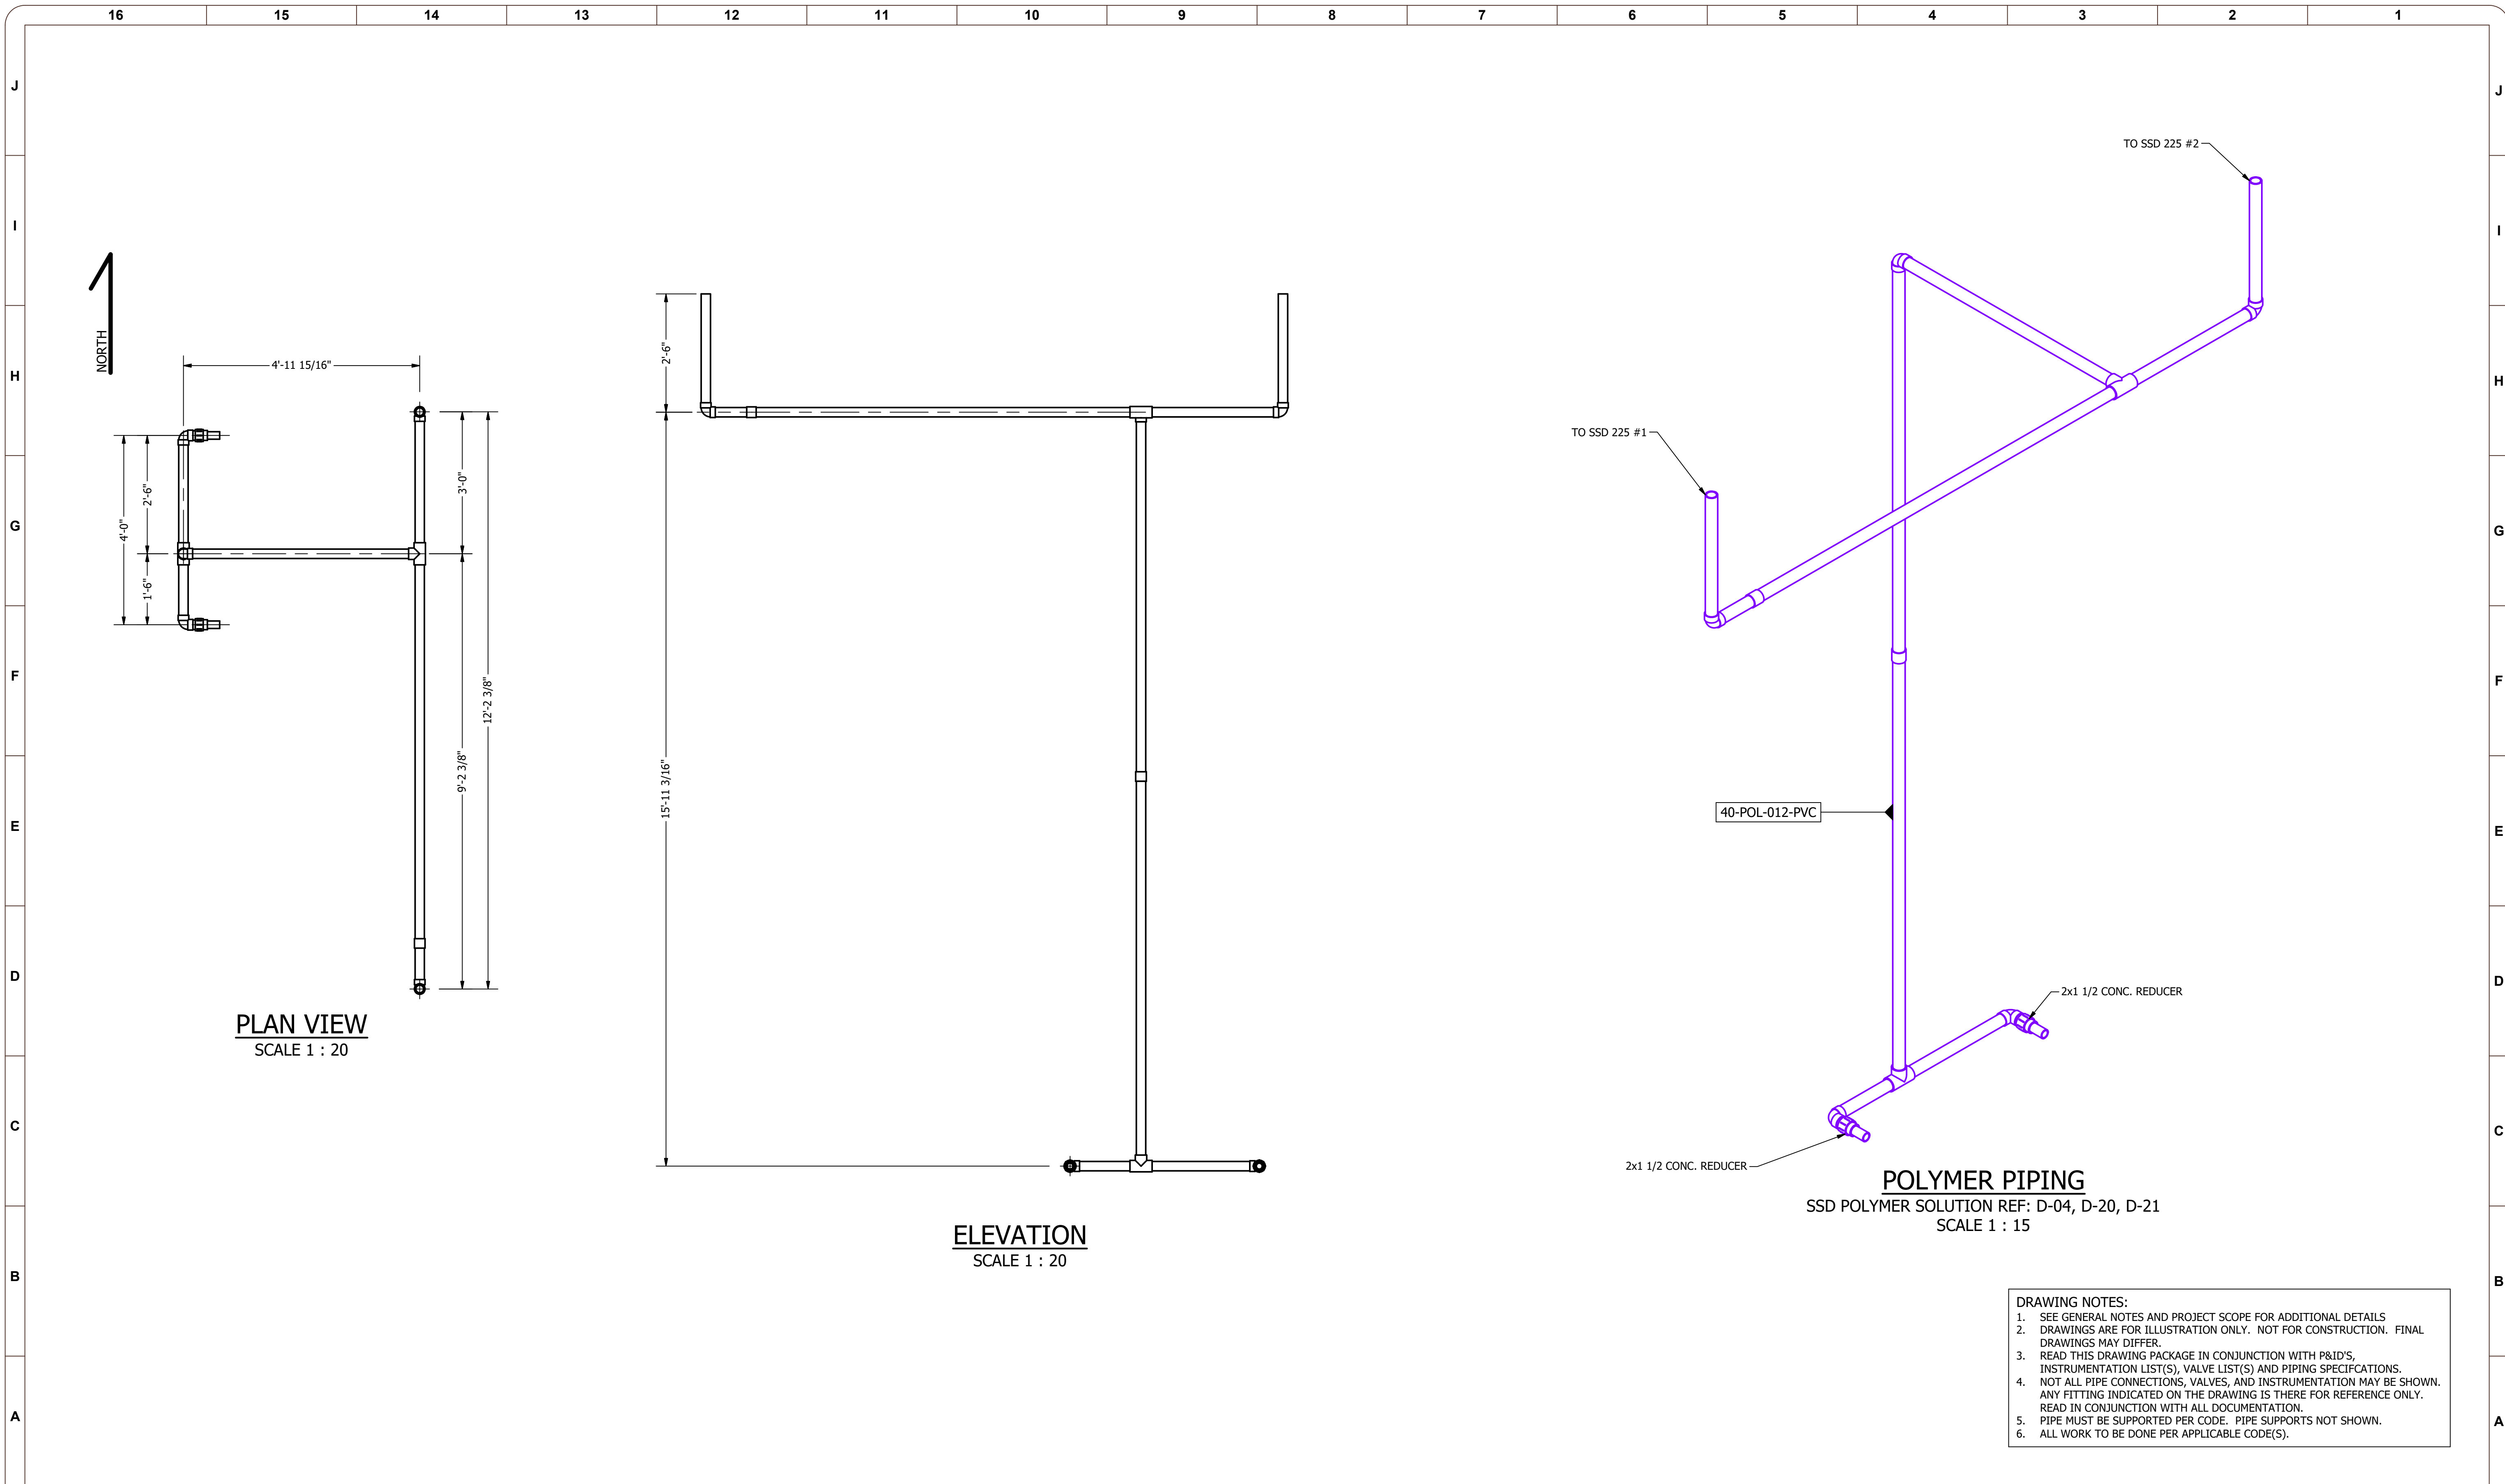 16 15 14 13 12 11 10 9 8 7 6 5 4 3 2 1
J
J
I
I
H
H
G
G
F
F
E
E
D
D
C
C
B
B
A
A
NORTH
4'-11 15/16"
4'-0"
2'-6"
1'-6"
3'-0"
9'-2 3/8"
12'-2 3/8"
PLAN VIEW
SCALE 1 : 20
2'-6"
15'-11 3/16"
ELEVATION
SCALE 1 : 20
TO SSD 225 #2
TO SSD 225 #1
40-POL-012-PVC
2x1 1/2 CONC. REDUCER
2x1 1/2 CONC. REDUCER
POLYMER PIPING
SSD POLYMER SOLUTION REF: D-04, D-20, D-21
SCALE 1 : 15
DRAWING NOTES:
1. SEE GENERAL NOTES AND PROJECT SCOPE FOR ADDITIONAL DETAILS
2. DRAWINGS ARE FOR ILLUSTRATION ONLY. NOT FOR CONSTRUCTION. FINAL
DRAWINGS MAY DIFFER.
3. READ THIS DRAWING PACKAGE IN CONJUNCTION WITH P&ID'S,
INSTRUMENTATION LIST(S), VALVE LIST(S) AND PIPING SPECIFCATIONS.
4. NOT ALL PIPE CONNECTIONS, VALVES, AND INSTRUMENTATION MAY BE SHOWN.
ANY FITTING INDICATED ON THE DRAWING IS THERE FOR REFERENCE ONLY.
READ IN CONJUNCTION WITH ALL DOCUMENTATION.
5. PIPE MUST BE SUPPORTED PER CODE. PIPE SUPPORTS NOT SHOWN.
6. ALL WORK TO BE DONE PER APPLICABLE CODE(S).